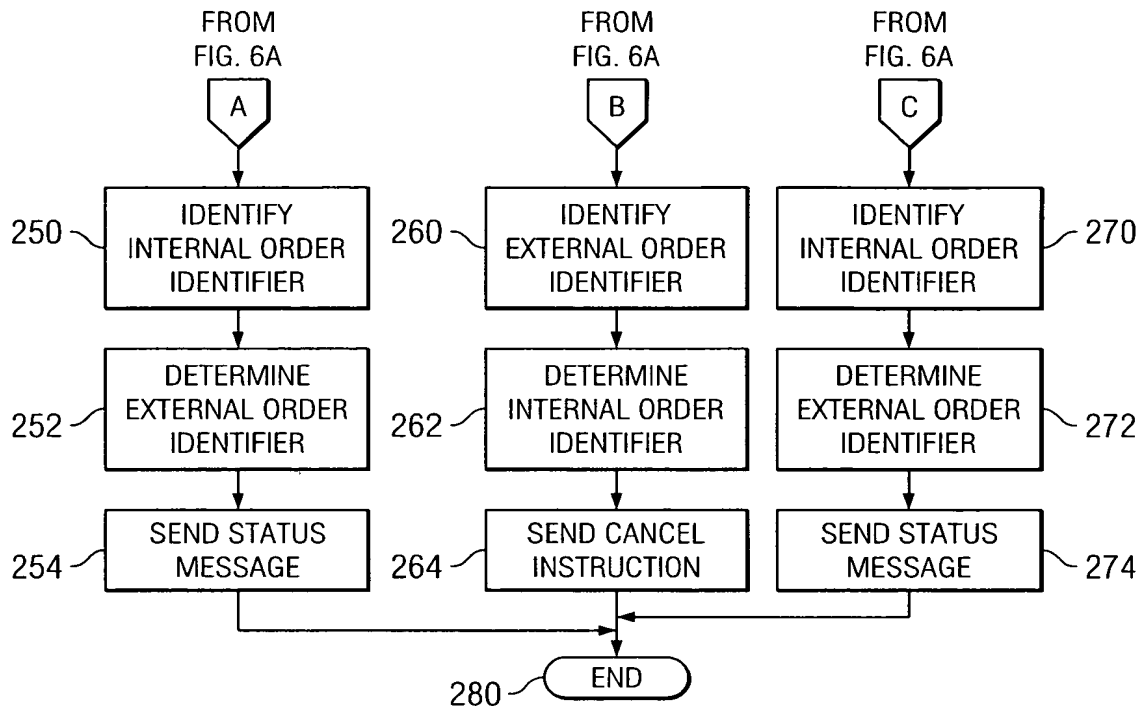 FROM
FIG. 6A
A
FROM
FIG. 6A
B
FROM
FIG. 6A
C
250
IDENTIFY
INTERNAL ORDER
IDENTIFIER
260
IDENTIFY
EXTERNAL ORDER
IDENTIFIER
IDENTIFY
INTERNAL ORDER
IDENTIFIER
270
252
DETERMINE
EXTERNAL ORDER
IDENTIFIER
262
DETERMINE
INTERNAL ORDER
IDENTIFIER
DETERMINE
EXTERNAL ORDER
IDENTIFIER
272
254
SEND STATUS
MESSAGE
264
SEND CANCEL
INSTRUCTION
SEND STATUS
MESSAGE
274
280
END